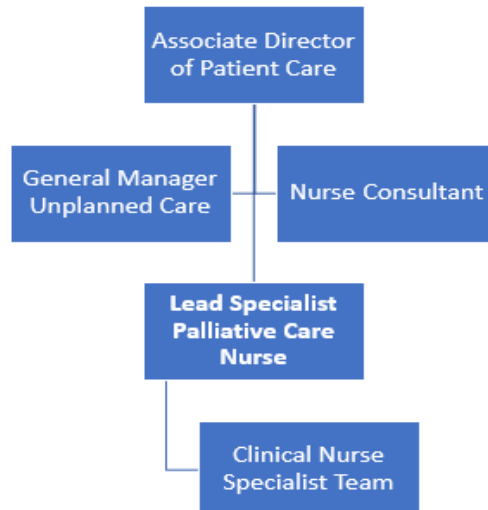 Associate Director
of Patient Care
General Manager
Unplanned Care
Nurse Consultant
Lead Specialist
Palliative Care
Nurse
Clinical Nurse
Specialist Team